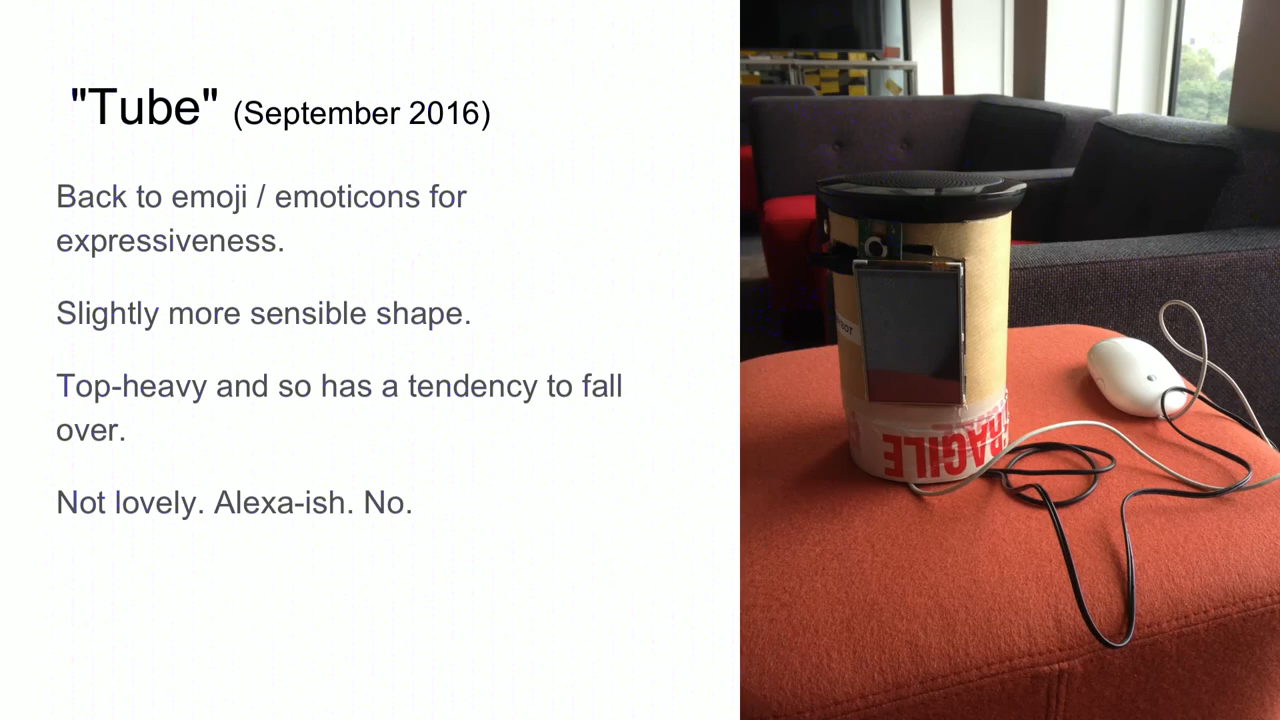 "Tube" (September 2016)
Back to emoji / emoticons for
expressiveness.
Slightly more sensible shape.
Top-heavy and so has a tendency to fall
over.
Not lovely. Alexa-ish. No.
FRAGILE